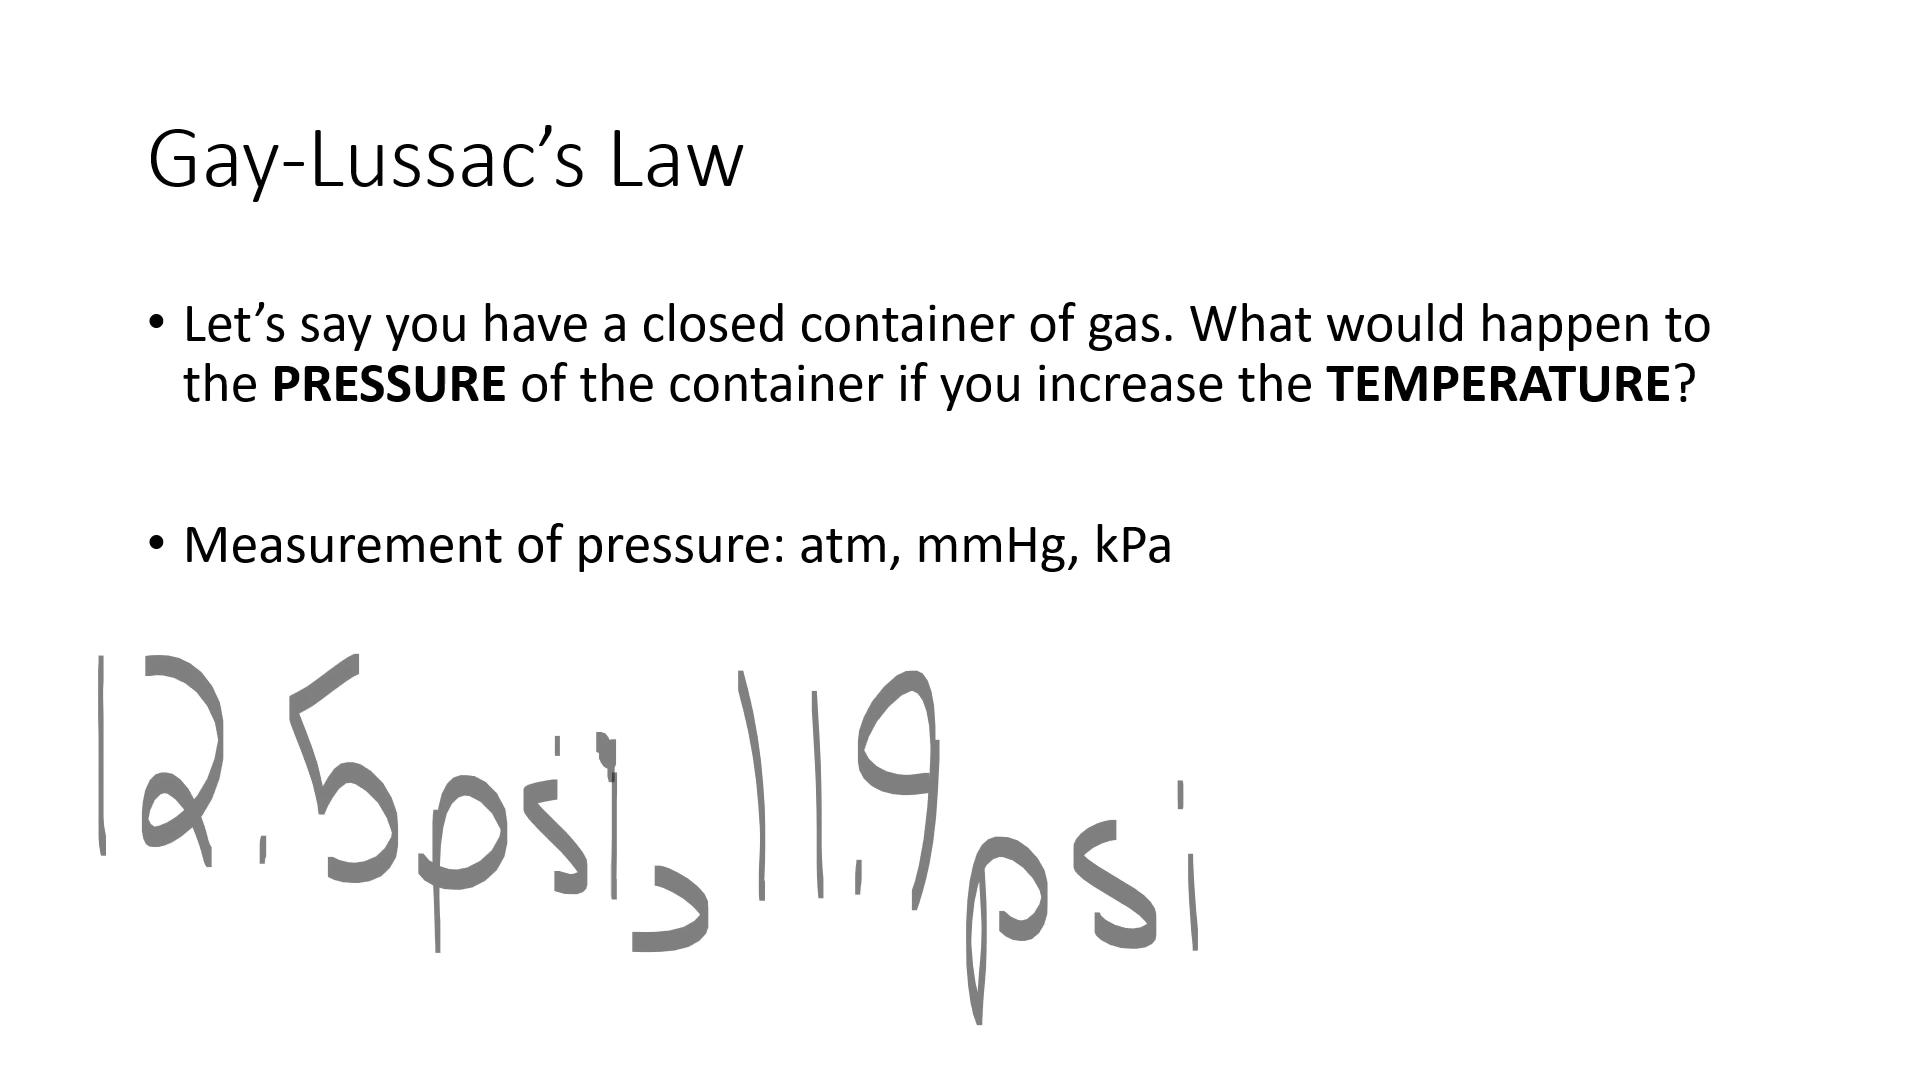 Gay-Lussac’s Law
• Let’s say you have a closed container of gas. What would happen to
the PRESSURE of the container if you increase the TEMPERATURE?
• Measurement of pressure: atm, mmHg, kPa
12.5psi, 11.9psi